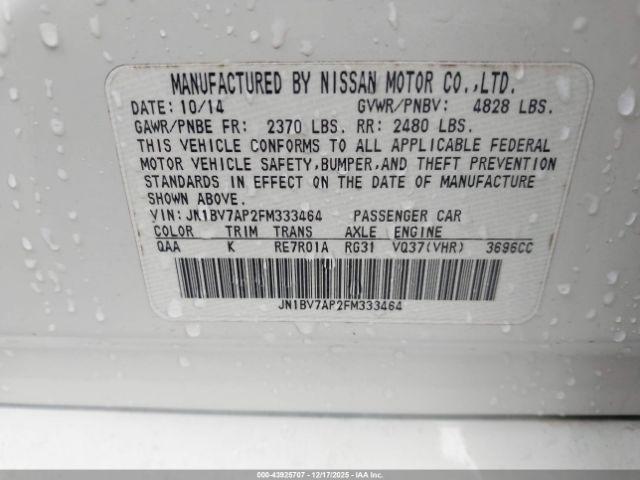 MANUFACTURED BY NISSAN MOTOR CO.,LTD.
DATE: 10/14 GVWR/PNBV: 4828 LBS.
GAWR/PNBE FR: 2370 LBS. RR: 2480 LBS.
THIS VEHICLE CONFORMS TO ALL APPLICABLE FEDERAL
MOTOR VEHICLE SAFETY,BUMPER,AND THEFT PREVENTION
STANDARDS IN EFFECT ON THE DATE OF MANUFACTURE
SHOWN ABOVE.
VIN: JN1BV7AP2FM333464 PASSENGER CAR
COLOR TRIM TRANS AXLE ENGINE
QAA K RE7R01A RG31 VQ37(VHR) 3696CC
JN1BV7AP2FM333464
000-43925707 - 12/17/2025 - IAAI.COM